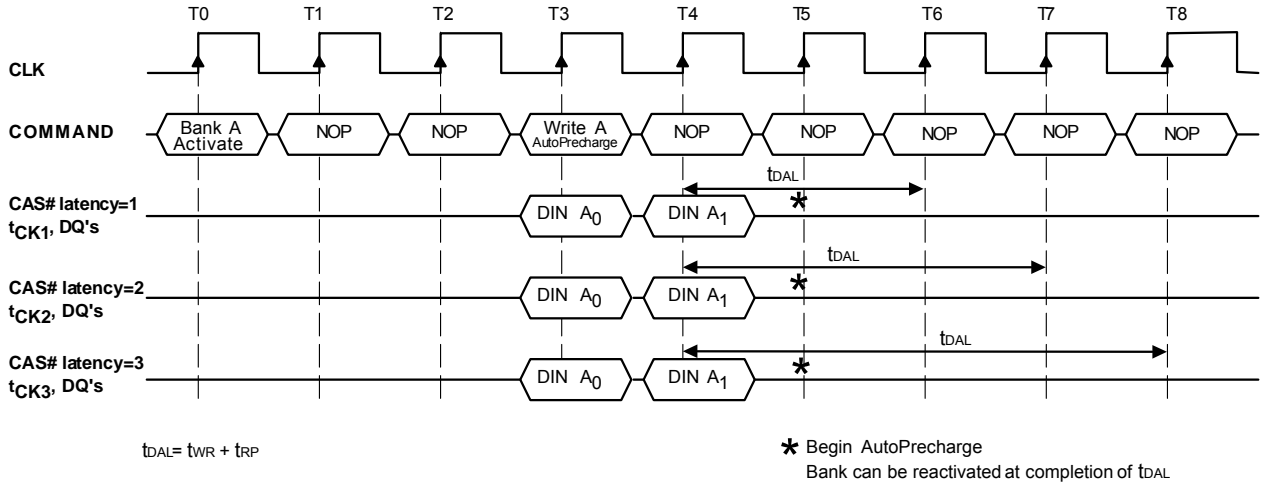 T0 T1 T2 T3 T4 T5 T6 T7 T8
CLK
COMMAND
Bank A
Activate
NOP
NOP
Write A
AutoPrecharge
NOP
NOP
NOP
NOP
NOP
tDAL
CAS# latency=1
tCK1, DQ's
DIN A0
DIN A1
*
tDAL
CAS# latency=2
tCK2, DQ's
DIN A0
DIN A1
*
tDAL
CAS# latency=3
tCK3, DQ's
DIN A0
DIN A1
*
tDAL= tWR + tRP
* Begin AutoPrecharge
Bank can be reactivated at completion of tDAL